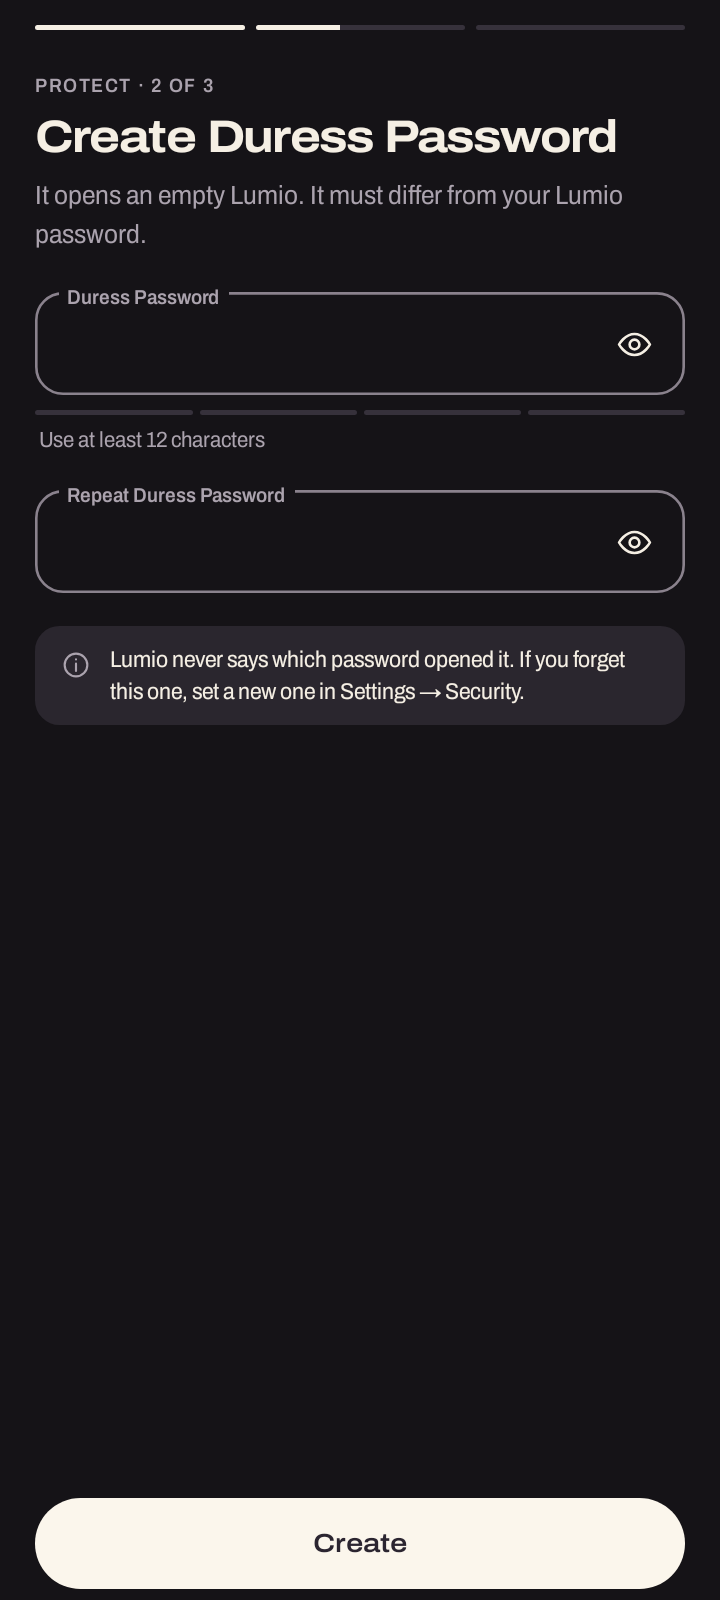 PROTECT · 2 OF 3
Create Duress Password
It opens an empty Lumio. It must differ from your Lumio
password.
Duress Password
Use at least 12 characters
Repeat Duress Password
Lumio never says which password opened it. If you forget
this one, set a new one in Settings → Security.
Create